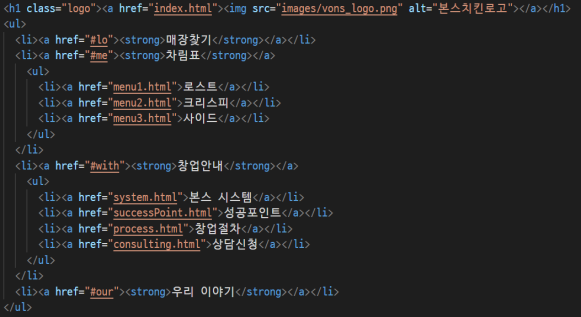 <h1 class="logo"><a href="index.html"><img src="images/vons_logo.png" alt="본스치킨로고"></a></h1>
<ul>
<li><a href="#lo"><strong>매장찾기</strong></a></li>
<li><a href="#me"><strong>차림표</strong></a>
<ul>
<li><a href="menu1.html">로스트</a></li>
<li><a href="menu2.html">크리스피</a></li>
<li><a href="menu3.html">사이드</a></li>
</ul>
</li>
<li><a href="#with"><strong>창업안내</strong></a>
<ul>
<li><a href="system.html">본스 시스템</a></li>
<li><a href="successPoint.html">성공포인트</a></li>
<li><a href="process.html">창업절차</a></li>
<li><a href="consulting.html">상담신청</a></li>
</ul>
</li>
<li><a href="#our"><strong>우리 이야기</strong></a></li>
</ul>